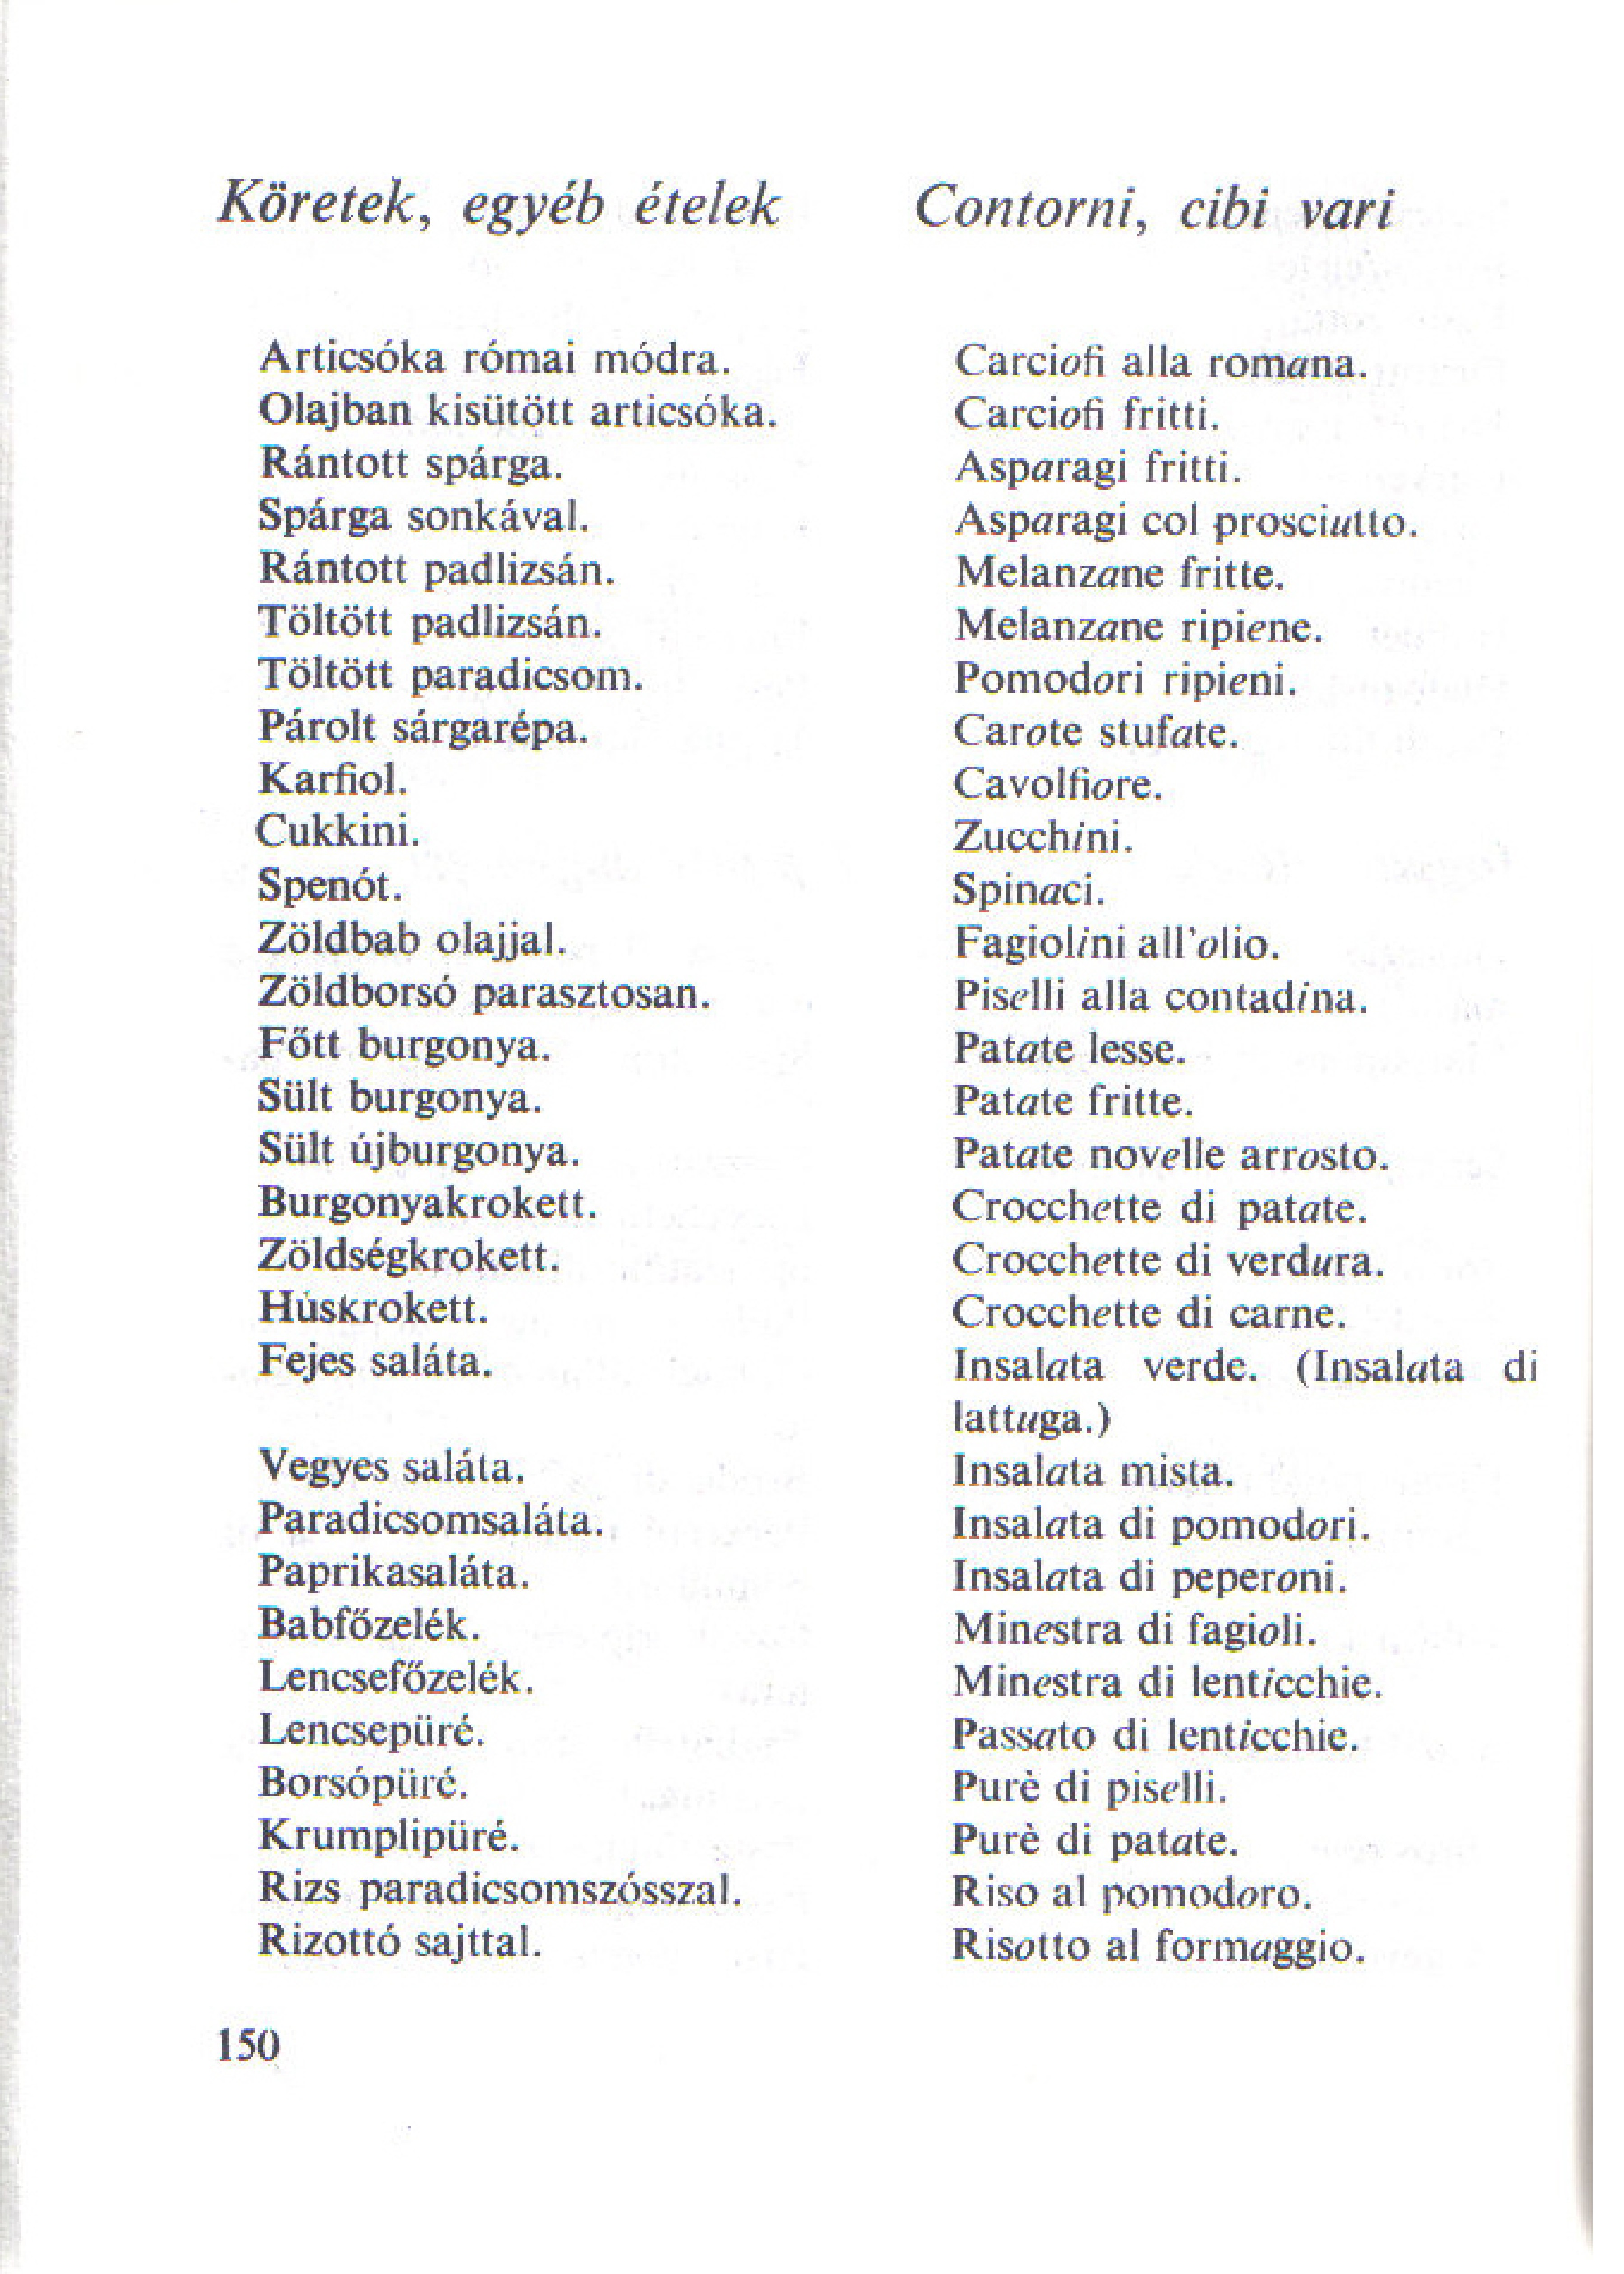 Köretek, egyéb ételek
Articsóka római módra.
Olajban kisütött articsóka.
Rántott spárga.
Spárga sonkával.
Rántott padlizsán.
Töltött padlizsán.
Töltött paradicsom.
Párolt sárgarépa.
Karfiol.
Cukkini.
Spenót.
Zöldbab olajjal.
Zöldborsó parasztosan.
Főtt burgonya.
Sült burgonya.
Sült újburgonya.
Burgonyakrokett.
Zöldségkrokett.
Húskrokett.
Fejes saláta.
Vegyes saláta.
Paradicsomsaláta.
Paprikasaláta.
Babfőzelék.
Lencsefőzelék.
Lencsepüré.
Borsópüré.
Krumplipüré.
Rizs paradicsomszósszal.
Rizottó sajttal.
Contorni, cibi vari
Carciofi alla romana.
Carciofi fritti.
Asparagi fritti.
Asparagi col prosciutto.
Melanzane fritte.
Melanzane ripiene.
Pomodori ripieni.
Carote stufate.
Cavolfiore.
Zucchini.
Spinaci.
Fagiolini all'olio.
Piselli alla contadina.
Patate lesse.
Patate fritte.
Patate novelle arrosto.
Crocchette di patate.
Crocchette di verdura.
Crocchette di carne.
Insalata verde. (Insalata di
lattuga.)
Insalata mista.
Insalata di pomodori.
Insalata di peperoni.
Minestra di fagioli.
Minestra di lenticchie.
Passato di lenticchie.
Purè di piselli.
Purè di patate.
Riso al pomodoro.
Risotto al formaggio.
150